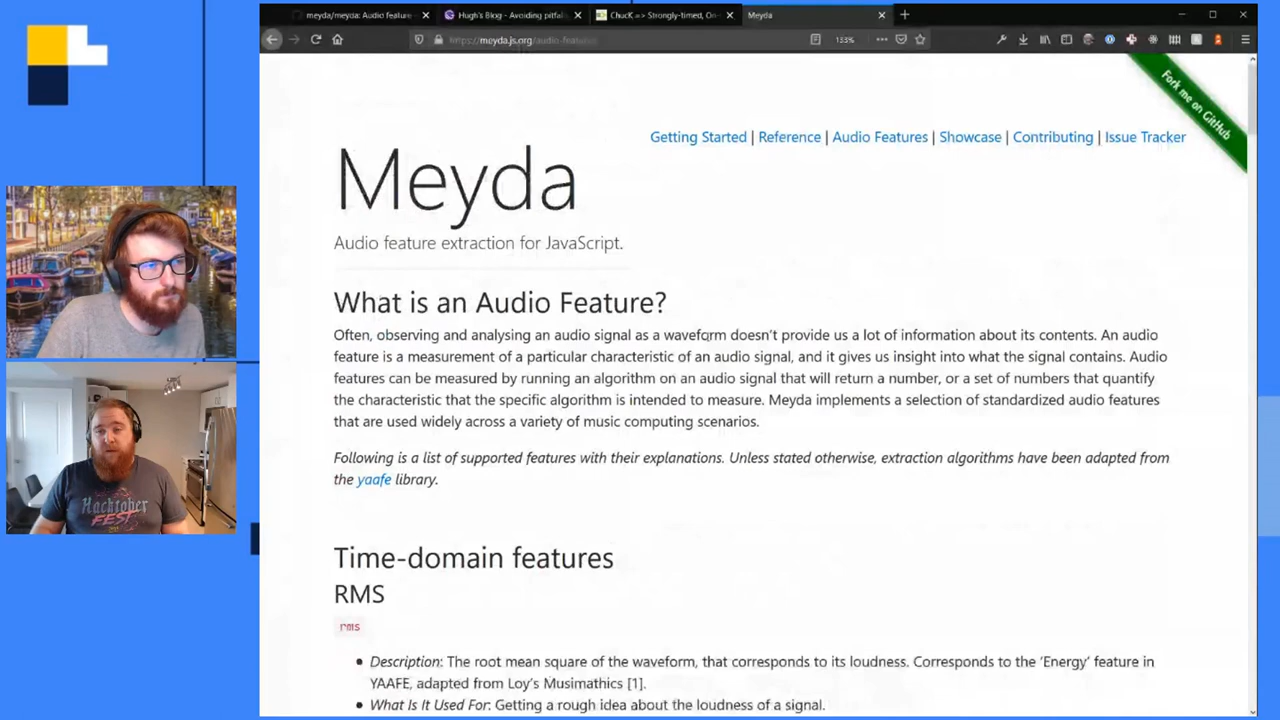 meyda/meyda: Audio feature
Hugh's Blog - Avoiding pitfal
ChucK => Strongly-timed, On-
Meyda
https://meyda.js.org/audio-features
133%
Fork me on GitHub
Getting Started | Reference | Audio Features | Showcase | Contributing | Issue Tracker
Meyda
Audio feature extraction for JavaScript.
What is an Audio Feature?
Often, observing and analysing an audio signal as a waveform doesn't provide us a lot of information about its contents. An audio
feature is a measurement of a particular characteristic of an audio signal, and it gives us insight into what the signal contains. Audio
features can be measured by running an algorithm on an audio signal that will return a number, or a set of numbers that quantify
the characteristic that the specific algorithm is intended to measure. Meyda implements a selection of standardized audio features
that are used widely across a variety of music computing scenarios.
Following is a list of supported features with their explanations. Unless stated otherwise, extraction algorithms have been adapted from
the yaafe library.
Time-domain features
RMS
rms
Description: The root mean square of the waveform, that corresponds to its loudness. Corresponds to the 'Energy' feature in
YAAFE, adapted from Loy's Musimathics [1].
What Is It Used For: Getting a rough idea about the loudness of a signal.
Hacktober
FEST